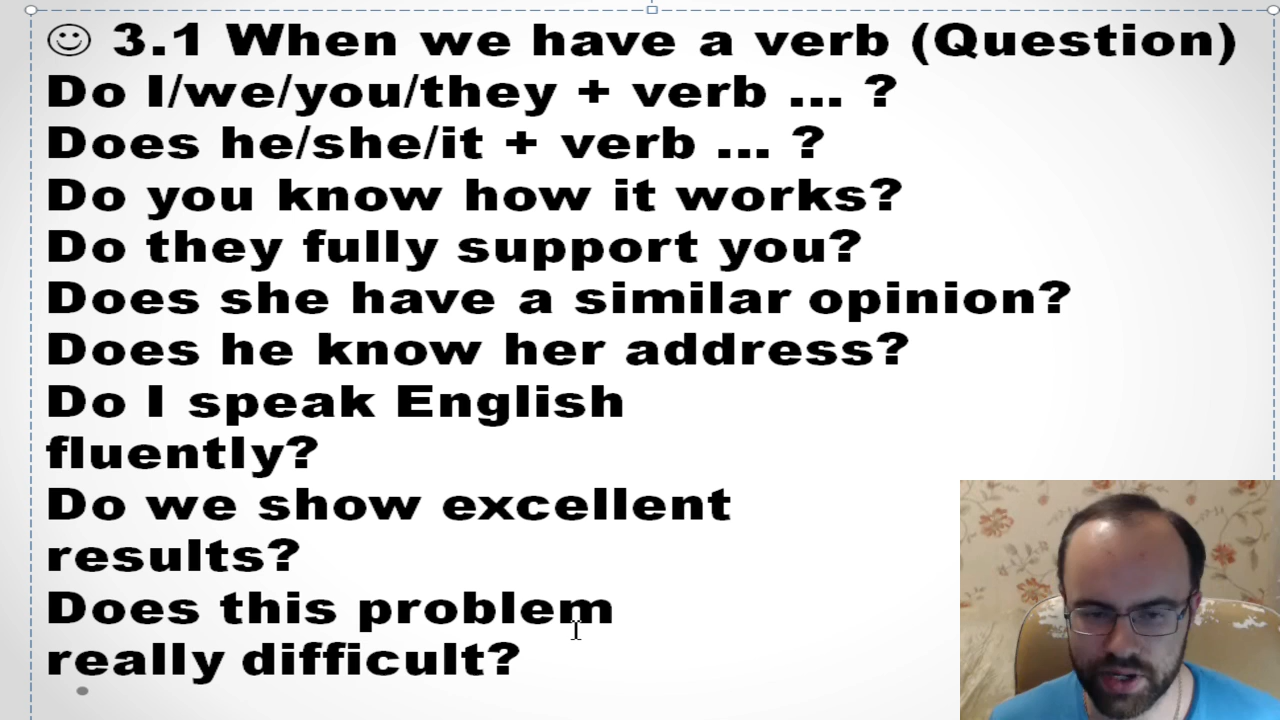 ☺ 3.1 When we have a verb (Question)
Do I/we/you/they + verb ... ?
Does he/she/it + verb ... ?
Do you know how it works?
Do they fully support you?
Does she have a similar opinion?
Does he know her address?
Do I speak English
fluently?
Do we show excellent
results?
Does this problem
really difficult?